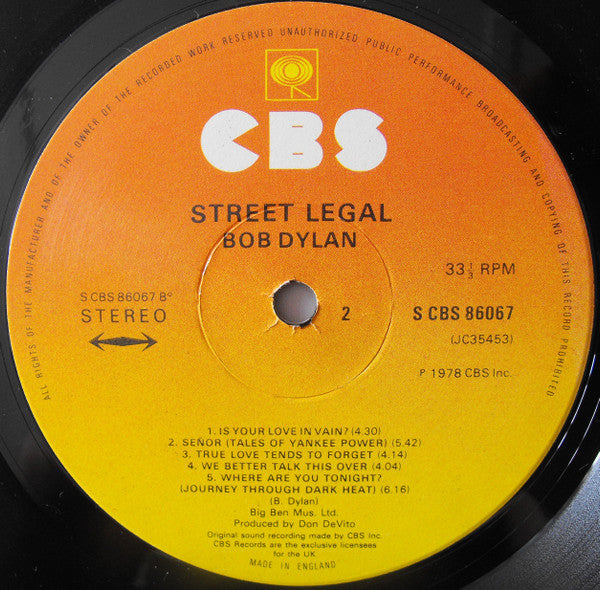 ALL RIGHTS OF THE MANUFACTURER AND OF THE OWNER OF THE RECORDED WORK RESERVED UNAUTHORIZED PUBLIC PERFORMANCE BROADCASTING AND COPYING OF THIS RECORD PROHIBITED
CBS
STREET LEGAL
BOB DYLAN
33⅓ RPM
S CBS 86067 B°
STEREO
2
S CBS 86067
(JC35453)
P 1978 CBS Inc.
1. IS YOUR LOVE IN VAIN? (4.30)
2. SEÑOR (TALES OF YANKEE POWER) (5.42)
3. TRUE LOVE TENDS TO FORGET (4.14)
4. WE BETTER TALK THIS OVER (4.04)
5. WHERE ARE YOU TONIGHT?
(JOURNEY THROUGH DARK HEAT) (6.16)
(B. Dylan)
Big Ben Mus. Ltd.
Produced by Don DeVito
Original sound recording made by CBS Inc.
CBS Records are the exclusive licensees
for the UK
MADE IN ENGLAND